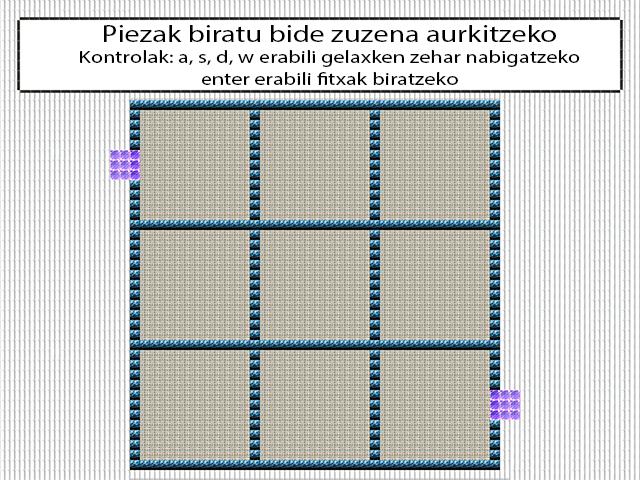 Piezak biratu bide zuzena aurkitzeko
Kontrolak: a, s, d, w erabili gelaxken zehar nabigatzeko
enter erabili fitxak biratzeko